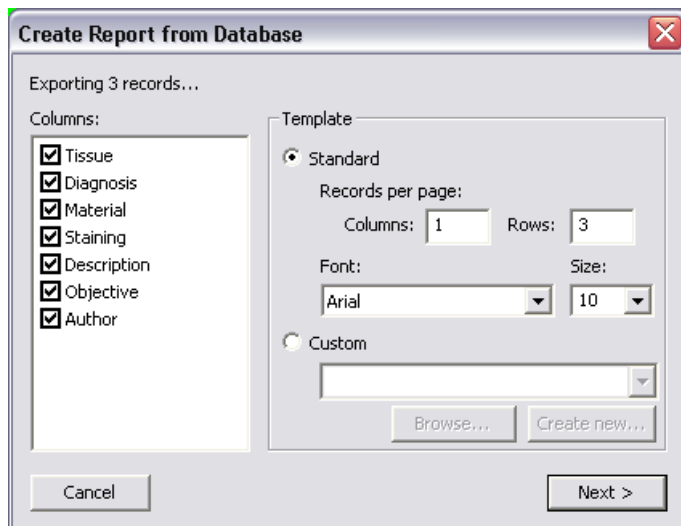 Create Report from Database
Exporting 3 records...
Columns:
Tissue
Diagnosis
Material
Staining
Description
Objective
Author
Template
Standard
Records per page:
Columns: 1 Rows: 3
Font: Size:
Arial 10
Custom
Browse... Create new...
Cancel Next >